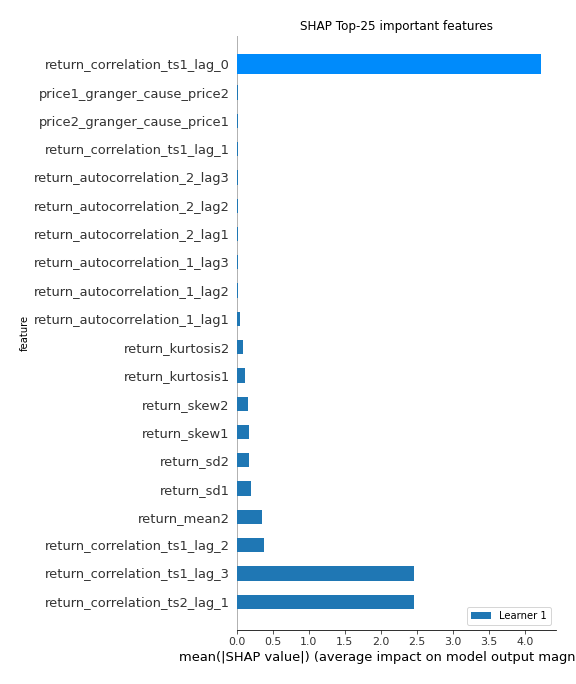 SHAP Top-25 important features
return_correlation_ts1_lag_0
price1_granger_cause_price2
price2_granger_cause_price1
return_correlation_ts1_lag_1
return_autocorrelation_2_lag3
return_autocorrelation_2_lag2
return_autocorrelation_2_lag1
return_autocorrelation_1_lag3
return_autocorrelation_1_lag2
return_autocorrelation_1_lag1
return_kurtosis2
return_kurtosis1
return_skew2
return_skew1
return_sd2
return_sd1
return_mean2
return_correlation_ts1_lag_2
return_correlation_ts1_lag_3
return_correlation_ts2_lag_1
feature
Learner 1
0.0 0.5 1.0 1.5 2.0 2.5 3.0 3.5 4.0
mean(|SHAP value|) (average impact on model output magn